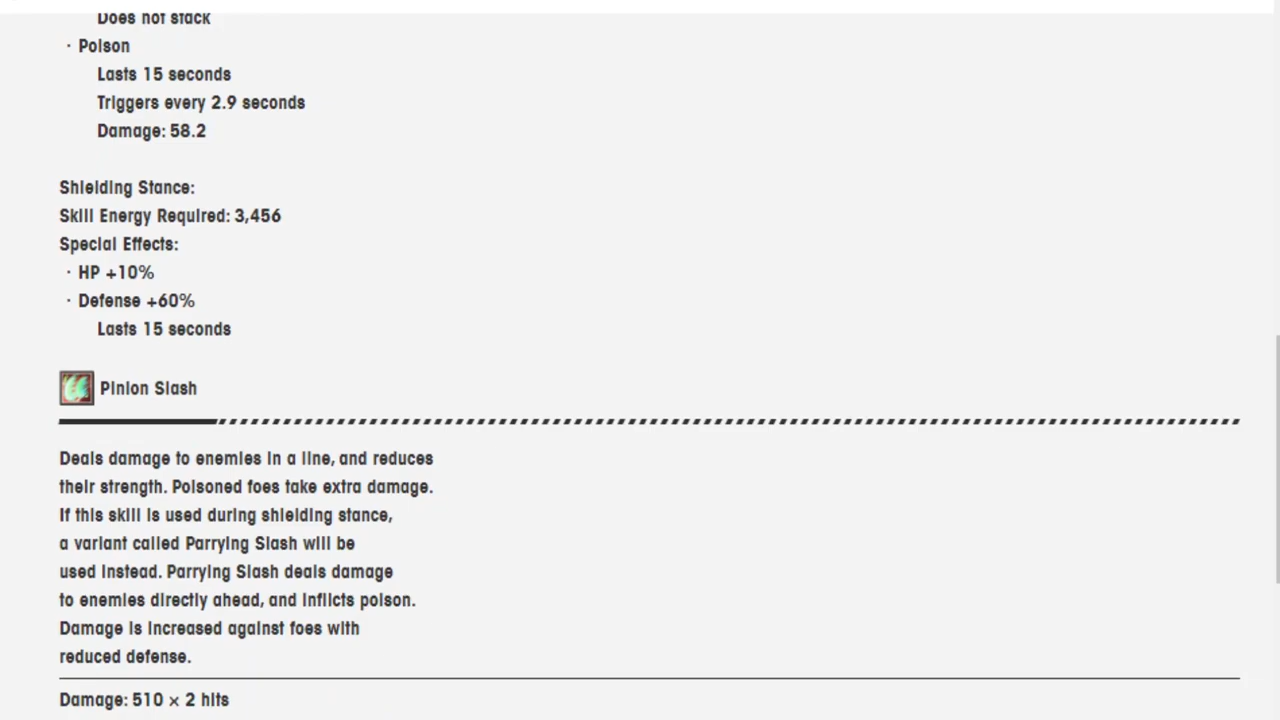 Does not stack
· Poison
Lasts 15 seconds
Triggers every 2.9 seconds
Damage: 58.2
Shielding Stance:
Skill Energy Required: 3,456
Special Effects:
· HP +10%
· Defense +60%
Lasts 15 seconds
Pinion Slash
Deals damage to enemies in a line, and reduces
their strength. Poisoned foes take extra damage.
If this skill is used during shielding stance,
a variant called Parrying Slash will be
used instead. Parrying Slash deals damage
to enemies directly ahead, and inflicts poison.
Damage is increased against foes with
reduced defense.
Damage: 510 × 2 hits